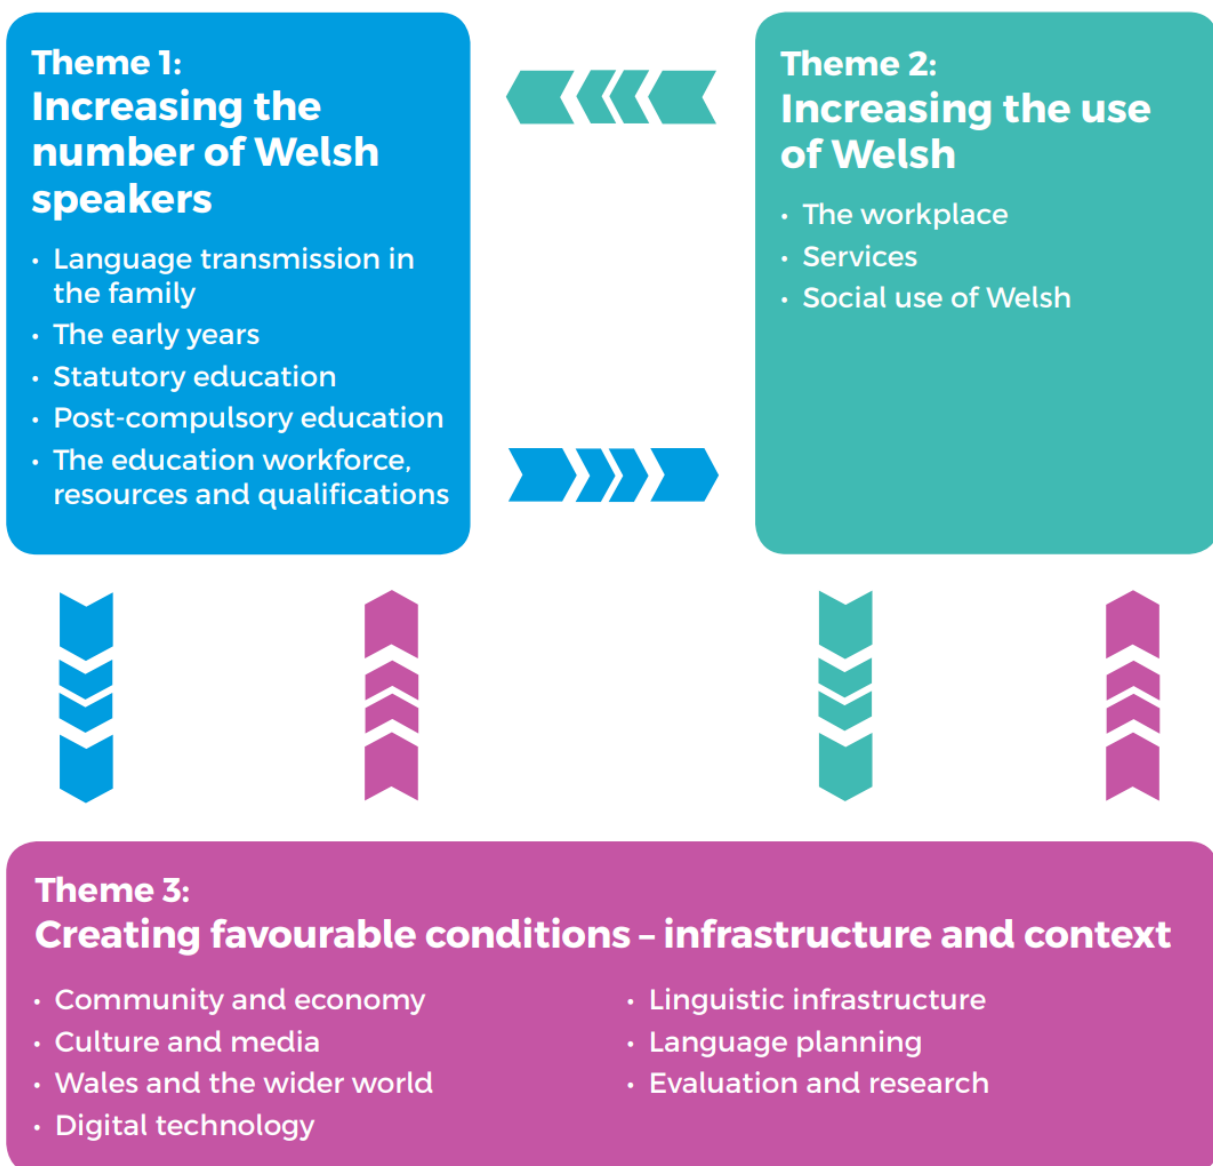 Theme 1:
Increasing the
number of Welsh
speakers
• Language transmission in
the family
• The early years
• Statutory education
• Post-compulsory education
• The education workforce,
resources and qualifications
Theme 2:
Increasing the use
of Welsh
• The workplace
• Services
• Social use of Welsh
Theme 3:
Creating favourable conditions – infrastructure and context
• Community and economy
• Culture and media
• Wales and the wider world
• Digital technology
• Linguistic infrastructure
• Language planning
• Evaluation and research